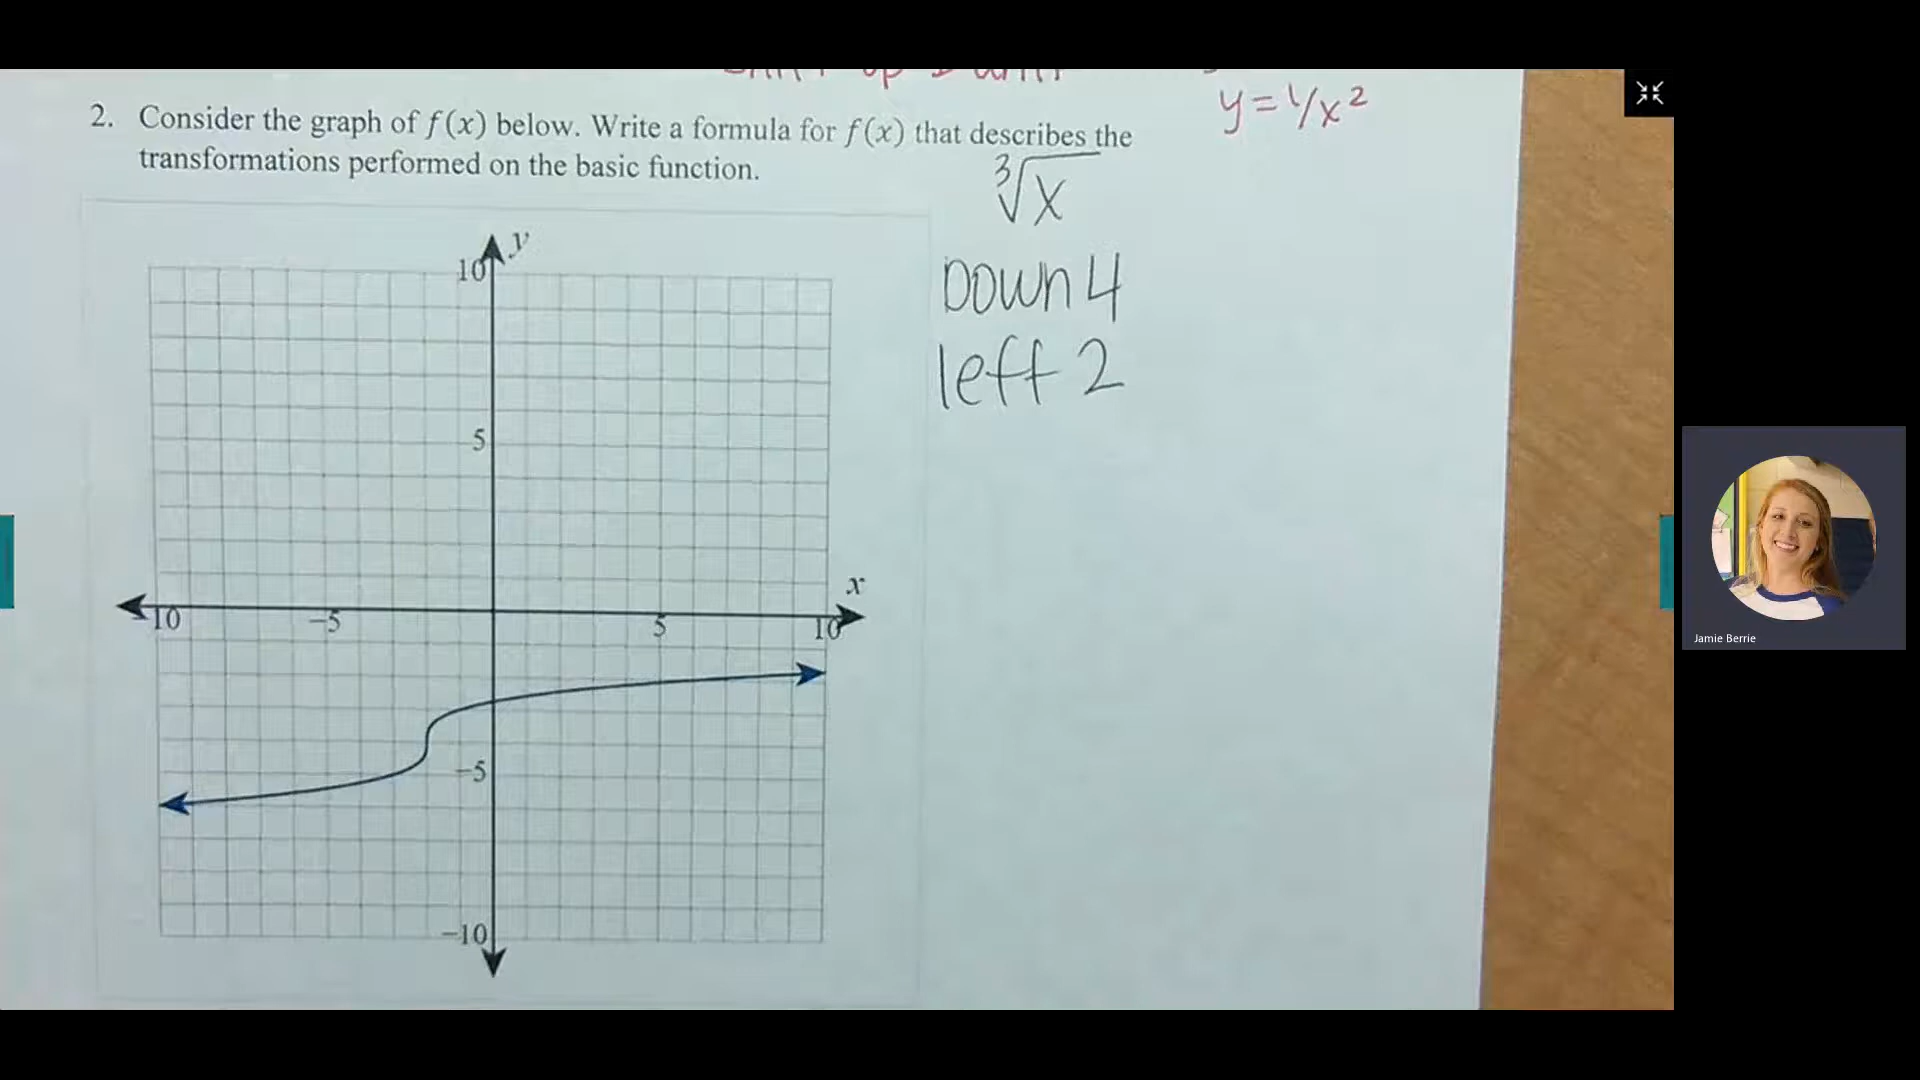 y = 1/x²
2. Consider the graph of f(x) below. Write a formula for f(x) that describes the
transformations performed on the basic function.
∛x
Down 4
left 2
y
10
5
x
10
-5
5
10
-5
-10
Jamie Berrie